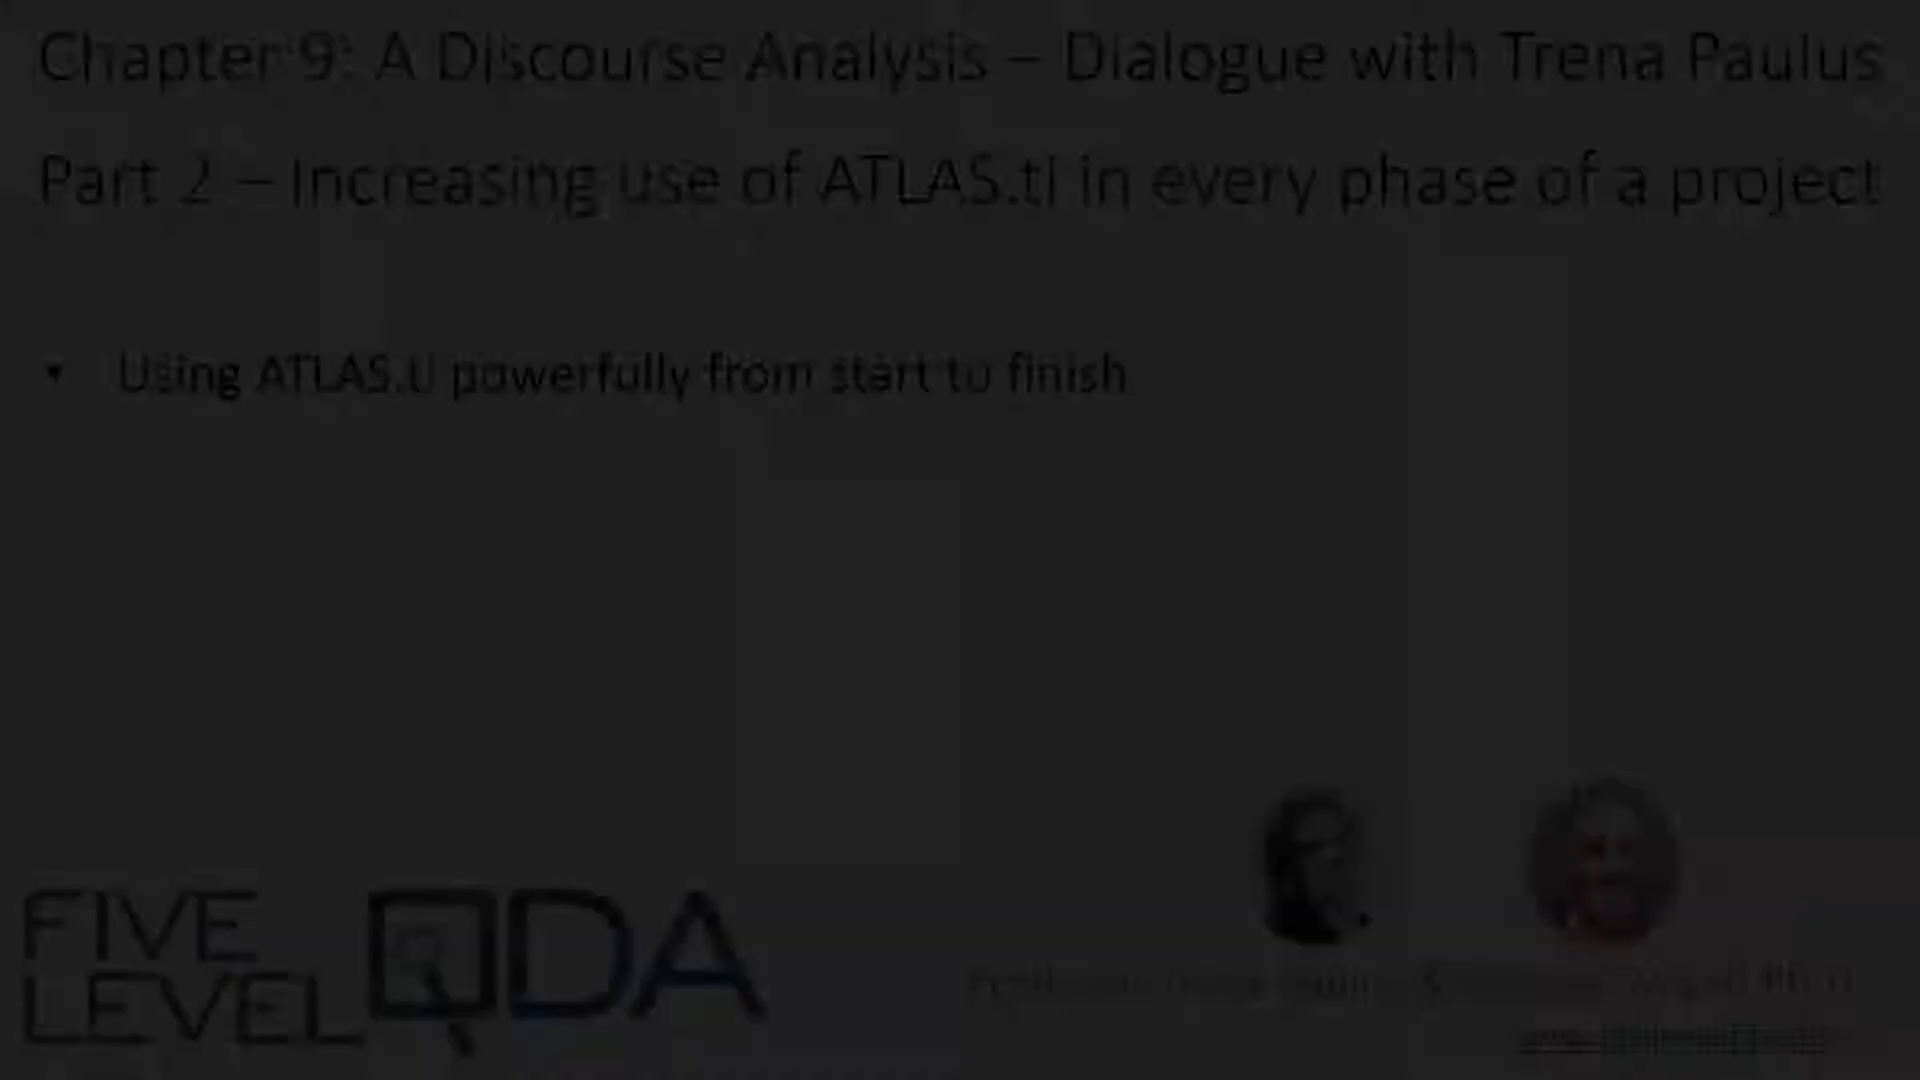 Chapter 9: A Discourse Analysis – Dialogue with Trena Paulus
Part 2 – Increasing use of ATLAS.ti in every phase of a project
• Using ATLAS.ti powerfully from start to finish
FIVE
LEVEL
QDA